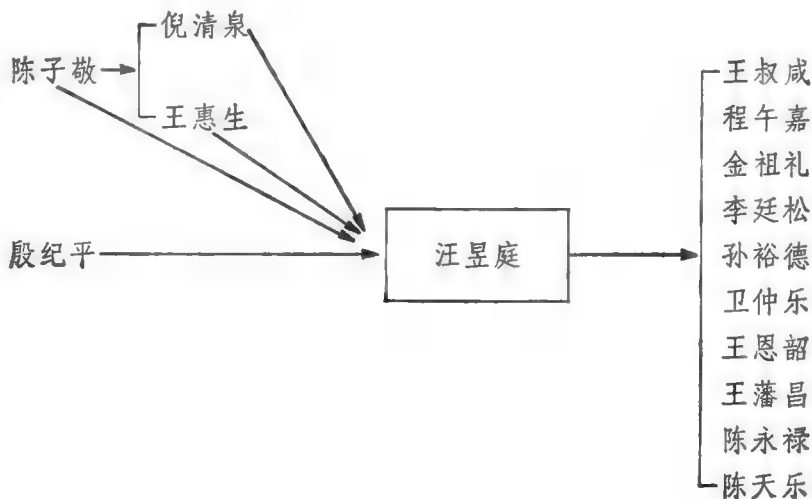 倪清泉
陈子敬
王惠生
殷纪平
汪昱庭
王叔咸
程午嘉
金祖礼
李廷松
孙裕德
卫仲乐
王恩韶
王藩昌
陈永禄
陈天乐